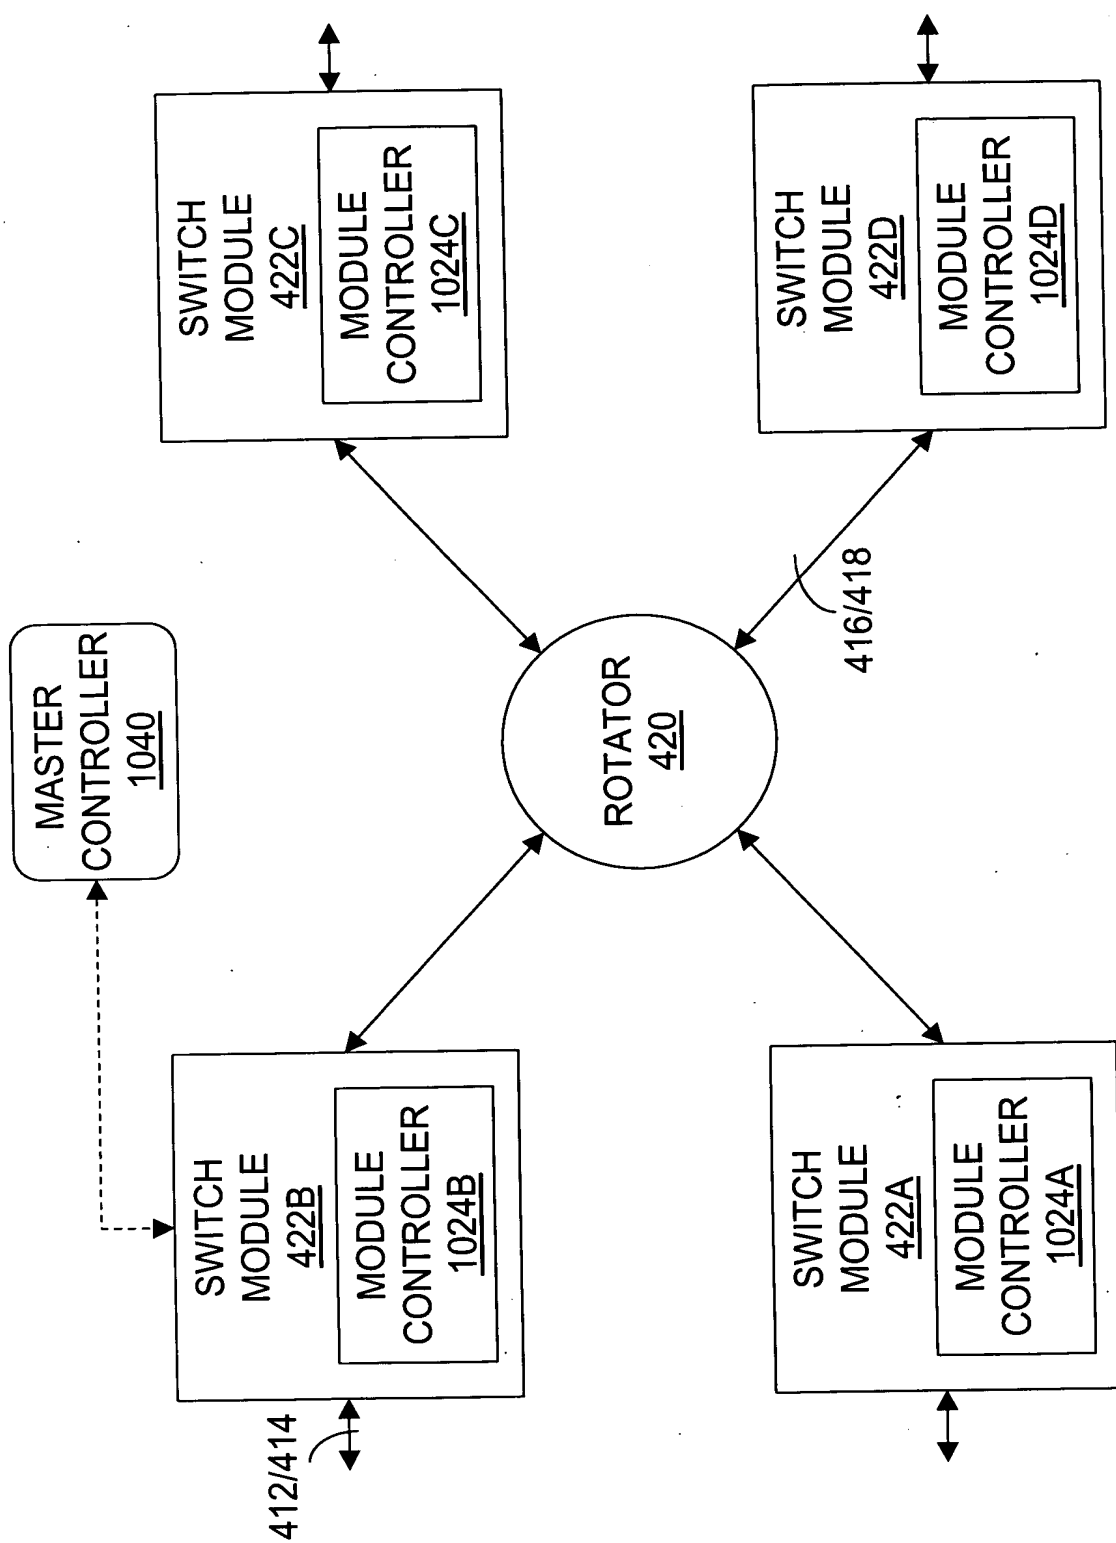 MASTER
CONTROLLER
1040
SWITCH
MODULE
422B
MODULE
CONTROLLER
1024B
412/414
SWITCH
MODULE
422C
MODULE
CONTROLLER
1024C
ROTATOR
420
416/418
SWITCH
MODULE
422A
MODULE
CONTROLLER
1024A
SWITCH
MODULE
422D
MODULE
CONTROLLER
1024D